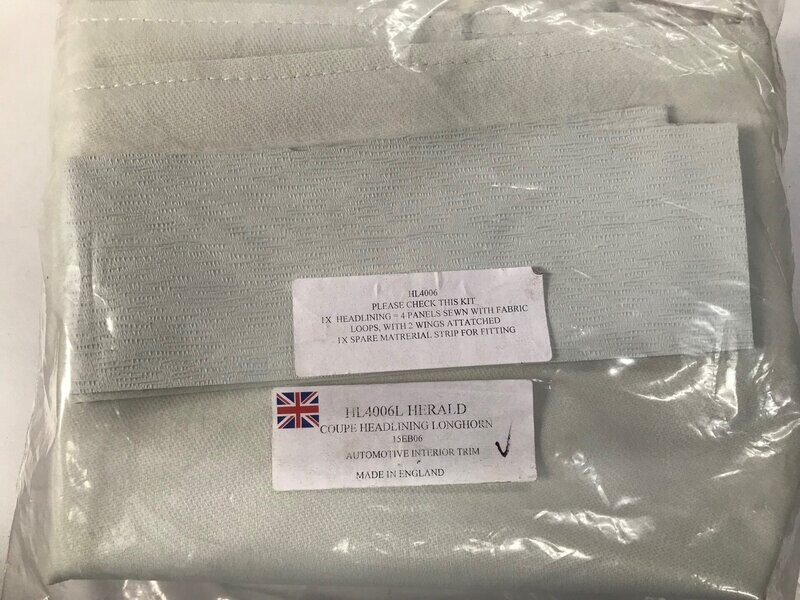 HL4006
PLEASE CHECK THIS KIT
1X HEADLINING = 4 PANELS SEWN WITH FABRIC
LOOPS, WITH 2 WINGS ATTATCHED
1X SPARE MATRERIAL STRIP FOR FITTING
HL4006L HERALD
COUPE HEADLINING LONGHORN
15EB06
AUTOMOTIVE INTERIOR TRIM
MADE IN ENGLAND